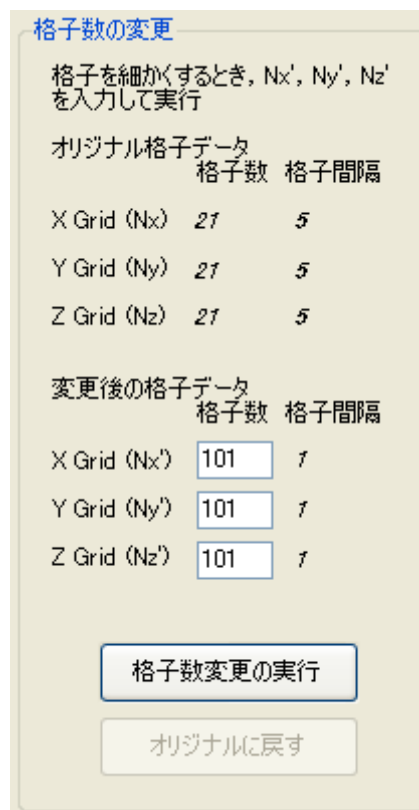 格子数の変更
格子を細かくするとき, Nx', Ny', Nz'
を入力して実行
オリジナル格子データ
格子数 格子間隔
X Grid (Nx) 21 5
Y Grid (Ny) 21 5
Z Grid (Nz) 21 5
変更後の格子データ
格子数 格子間隔
X Grid (Nx') 101 1
Y Grid (Ny') 101 1
Z Grid (Nz') 101 1
格子数変更の実行
オリジナルに戻す